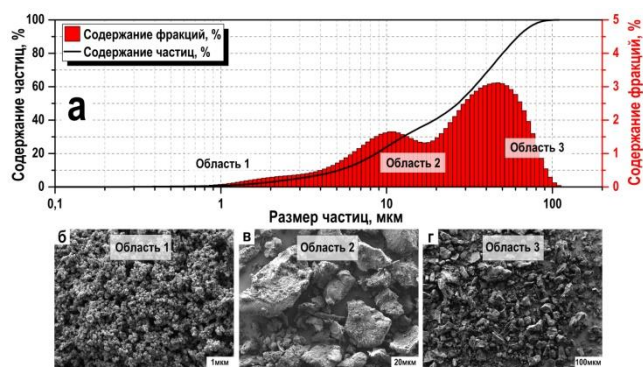 Содержание фракций, %
Содержание частиц, %
а
Содержание частиц, %
100
80
60
40
20
0
Область 1
Область 2
Область 3
5
4
3
2
1
0
Содержание фракций, %
0,1
1
10
100
Размер частиц, мкм
б
Область 1
1мкм
в
Область 2
20мкм
г
Область 3
100мкм